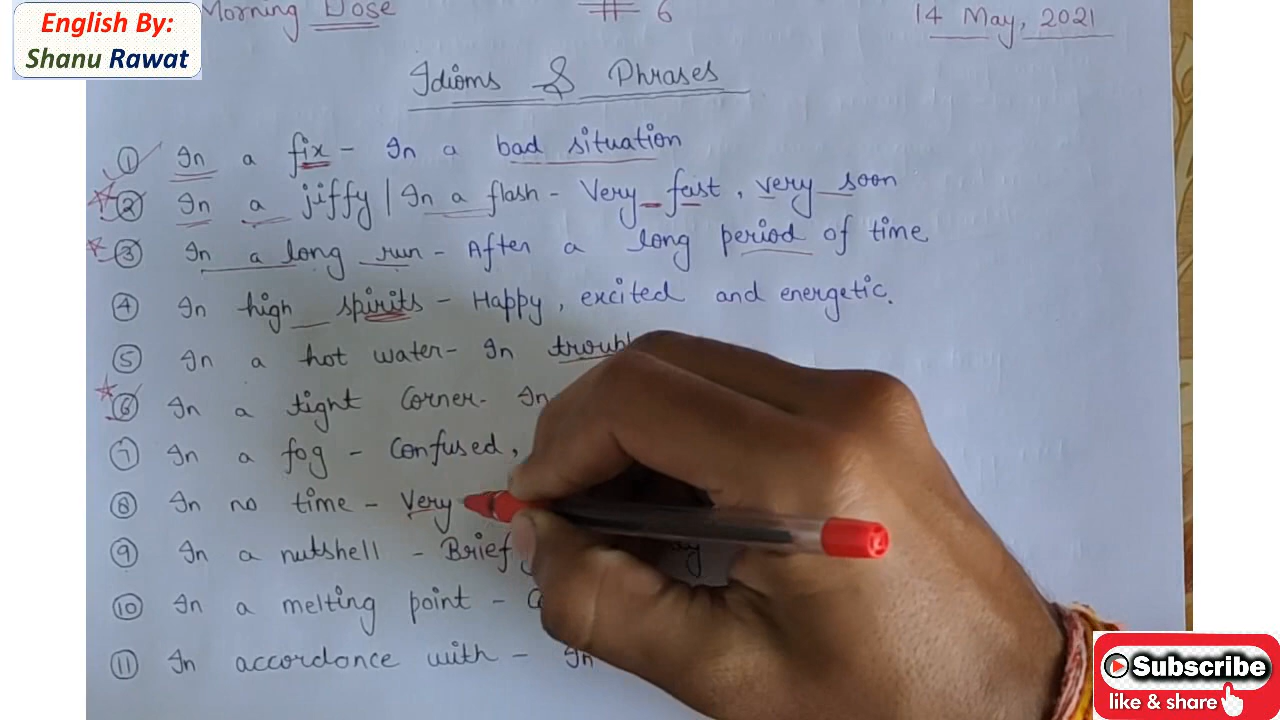 English By:
Shanu Rawat
Morning Dose # 6 14 May, 2021
Idioms & Phrases
① In a fix - In a bad situation
② In a jiffy | In a flash - Very fast, very soon
③ In a long run - After a long period of time
④ In high spirits - Happy, excited and energetic.
⑤ In a hot water - In
⑥ In a tight corner - In
⑦ In a fog - Confused,
⑧ In no time - Very
⑨ In a nutshell - Briefly
⑩ In a melting point -
⑪ In accordance with - In
Subscribe
like & share